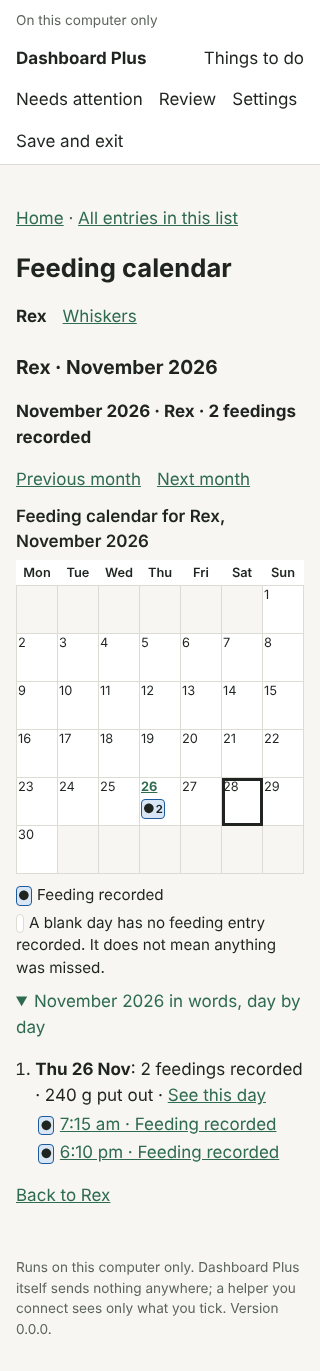 On this computer only
Dashboard Plus Things to do
Needs attention Review Settings
Save and exit
Home · All entries in this list
Feeding calendar
Rex Whiskers
Rex · November 2026
November 2026 · Rex · 2 feedings
recorded
Previous month Next month
Feeding calendar for Rex,
November 2026
Mon Tue Wed Thu Fri Sat Sun
1
2 3 4 5 6 7 8
9 10 11 12 13 14 15
16 17 18 19 20 21 22
23 24 25 26 27 28 29
2
30
Feeding recorded
A blank day has no feeding entry
recorded. It does not mean anything
was missed.
▼ November 2026 in words, day by
day
1. Thu 26 Nov: 2 feedings recorded
· 240 g put out · See this day
7:15 am · Feeding recorded
6:10 pm · Feeding recorded
Back to Rex
Runs on this computer only. Dashboard Plus
itself sends nothing anywhere; a helper you
connect sees only what you tick. Version
0.0.0.